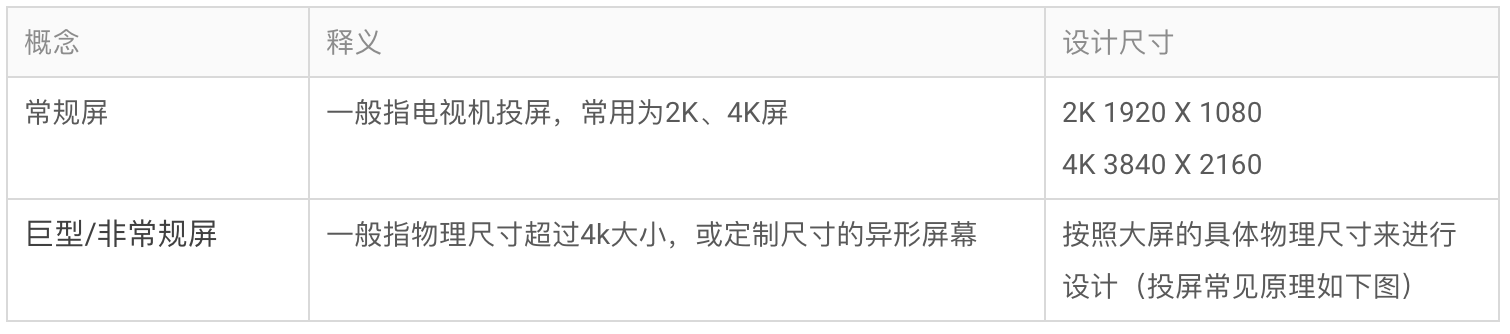 概念
释义
设计尺寸
常规屏
一般指电视机投屏，常用为2K、4K屏
2K 1920 X 1080
4K 3840 X 2160
巨型/非常规屏
一般指物理尺寸超过4k大小，或定制尺寸的异形屏幕
按照大屏的具体物理尺寸来进行
设计（投屏常见原理如下图）